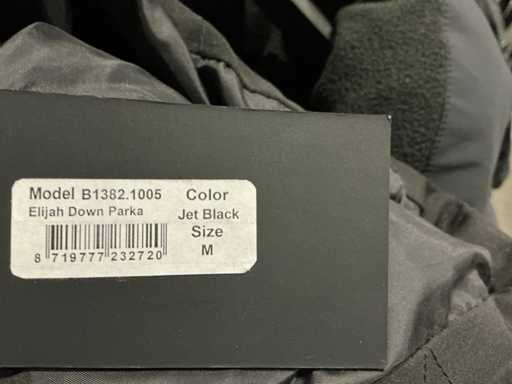 Model B1382.1005 Color
Elijah Down Parka Jet Black
Size
M
8 719777 232720